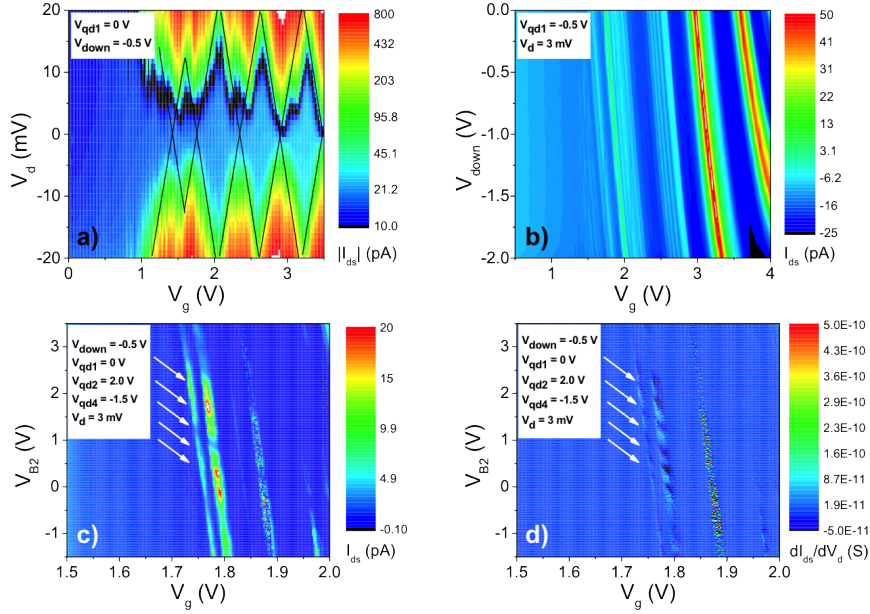 a)
V_qd1 = 0 V
V_down = -0.5 V
V_d (mV)
20
10
0
-10
-20
0
1
2
3
V_g (V)
800
403
203
90.7
45.1
21.2
10.0
|I_ds| (pA)
b)
V_qd1 = -0.5 V
V_d = 3 mV
V_down (V)
0.0
-0.5
-1.0
-1.5
-2.0
0
1
2
3
4
V_g (V)
50
41
31
22
13.1
3.1
-6.2
-16
-25
I_ds (pA)
c)
V_down = -0.5 V
V_qd1 = 0 V
V_qd2 = 2.0 V
V_qd4 = -1.5 V
V_d = 3 mV
V_B2 (V)
3
2
1
0
-1
1.5
1.6
1.7
1.8
1.9
2.0
V_g (V)
20
15
9.9
4.9
-0.10
I_ds (pA)
d)
V_down = -0.5 V
V_qd1 = 0 V
V_qd2 = 2.0 V
V_qd4 = -1.5 V
V_d = 3 mV
V_B2 (V)
3
2
1
0
-1
1.5
1.6
1.7
1.8
1.9
2.0
V_g (V)
5.0E-10
4.3E-10
3.6E-10
2.9E-10
2.2E-10
1.6E-10
8.7E-11
1.9E-11
-5.0E-11
dI_ds/dV_d (S)